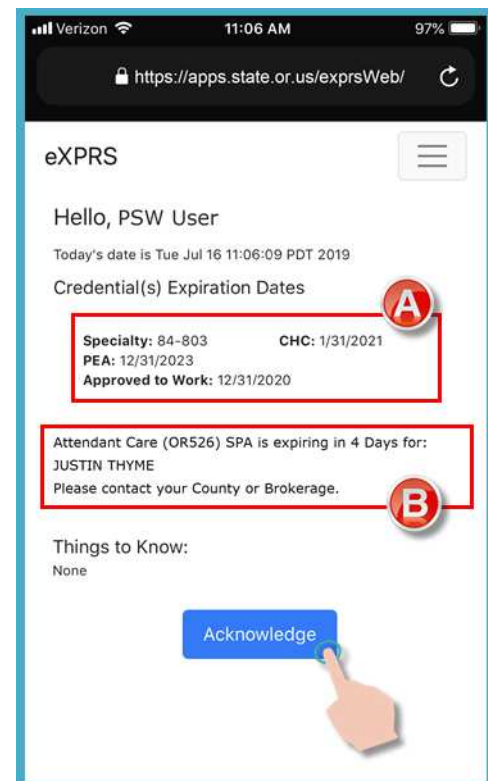 Verizon 11:06 AM 97%
https://apps.state.or.us/exprsWeb/
eXPRS
Hello, PSW User
Today's date is Tue Jul 16 11:06:09 PDT 2019
Credential(s) Expiration Dates
A
Specialty: 84-803 CHC: 1/31/2021
PEA: 12/31/2023
Approved to Work: 12/31/2020
Attendant Care (OR526) SPA is expiring in 4 Days for:
JUSTIN THYME
Please contact your County or Brokerage.
B
Things to Know:
None
Acknowledge